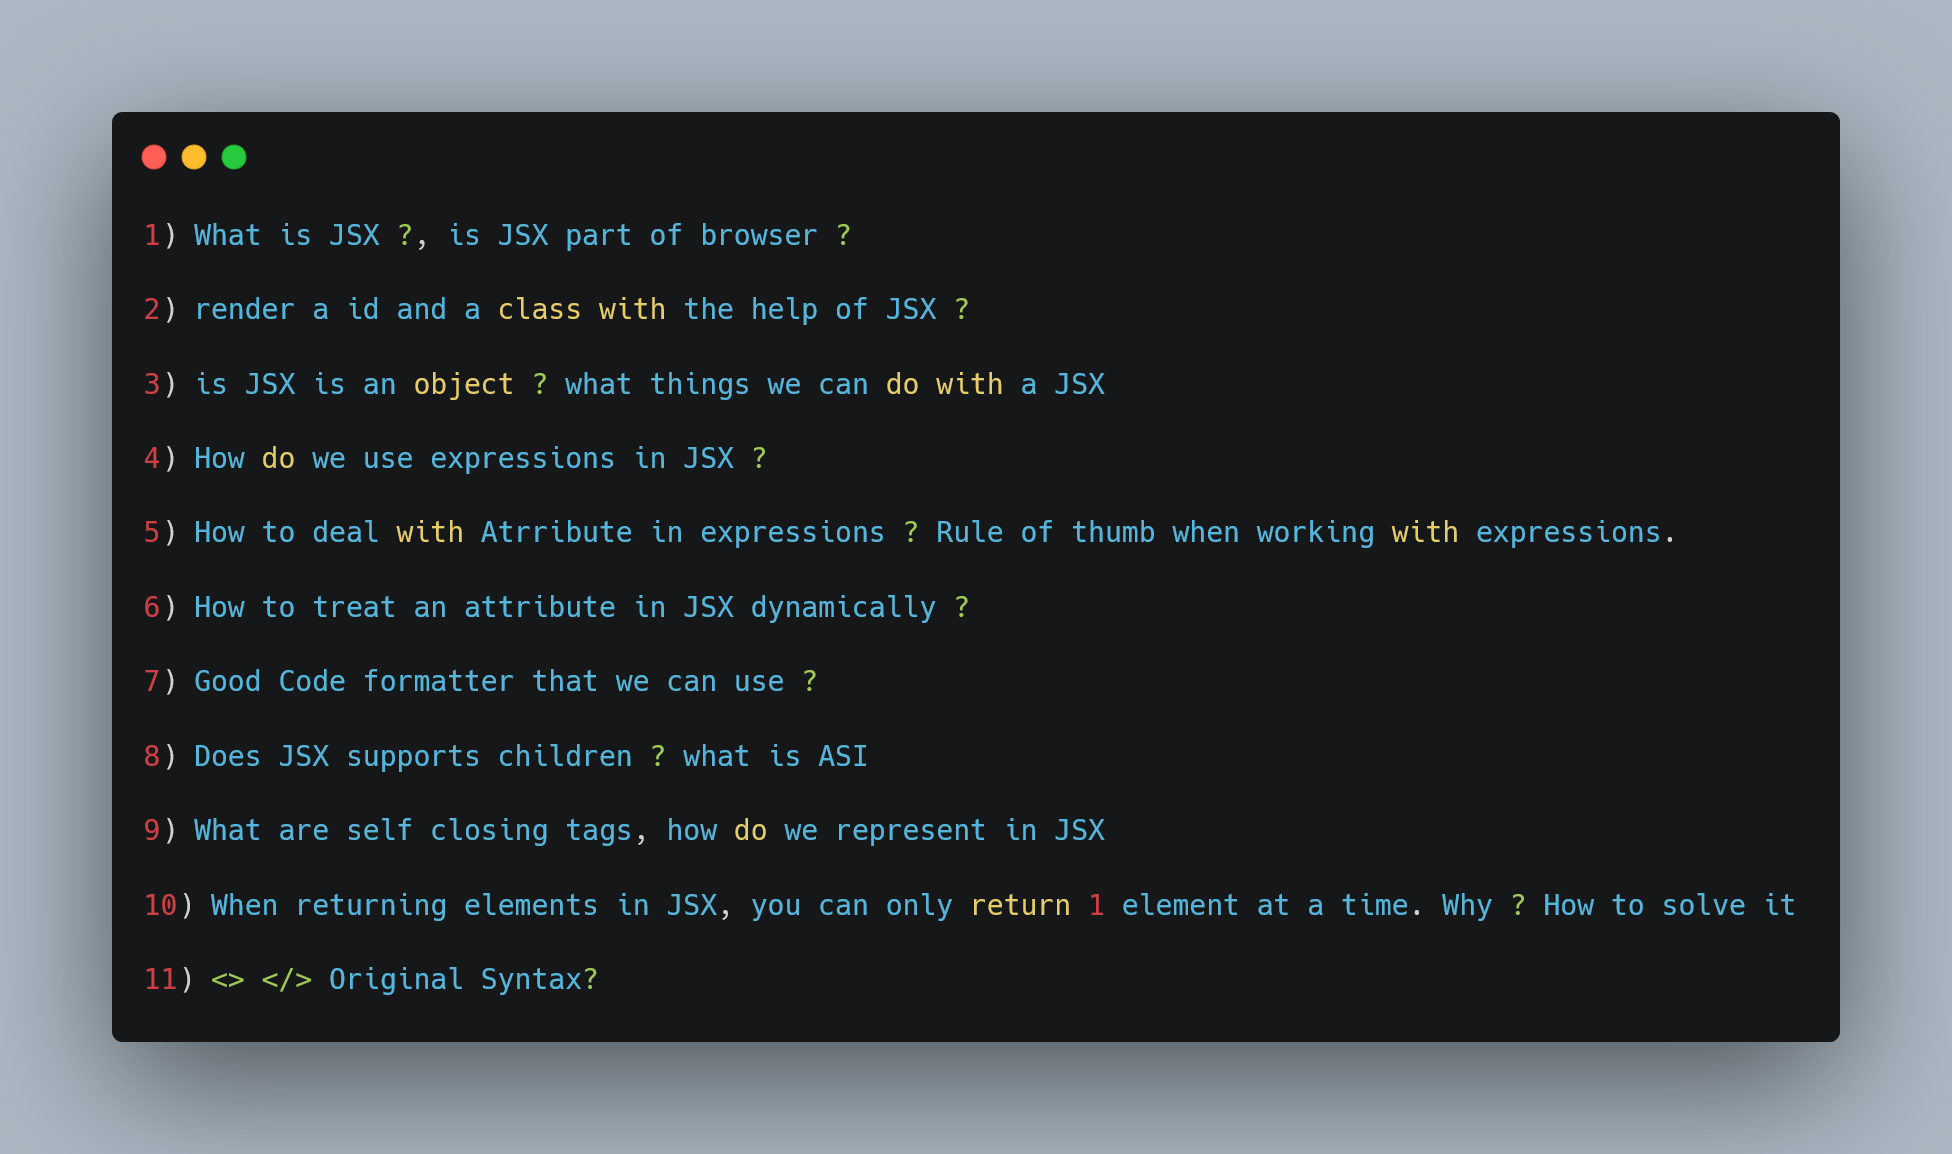 1) What is JSX ?, is JSX part of browser ?
2) render a id and a class with the help of JSX ?
3) is JSX is an object ? what things we can do with a JSX
4) How do we use expressions in JSX ?
5) How to deal with Atrribute in expressions ? Rule of thumb when working with expressions.
6) How to treat an attribute in JSX dynamically ?
7) Good Code formatter that we can use ?
8) Does JSX supports children ? what is ASI
9) What are self closing tags, how do we represent in JSX
10) When returning elements in JSX, you can only return 1 element at a time. Why ? How to solve it
11) <> </> Original Syntax?